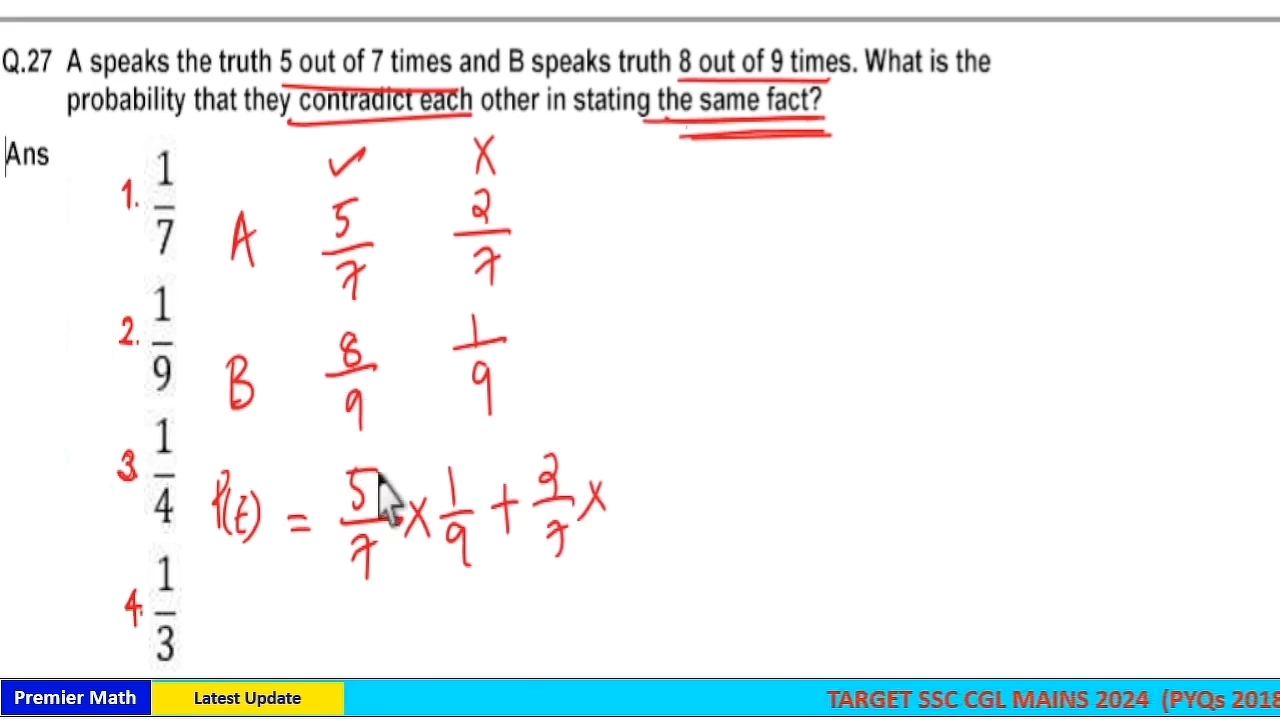 Q.27 A speaks the truth 5 out of 7 times and B speaks truth 8 out of 9 times. What is the
probability that they contradict each other in stating the same fact?
Ans
✓ X
1. 1/7
A 5/7 2/7
2. 1/9
B 8/9 1/9
3. 1/4
P(E) = 5/7 × 1/9 + 2/7 ×
4. 1/3
Premier Math Latest Update TARGET SSC CGL MAINS 2024 (PYQs 2018